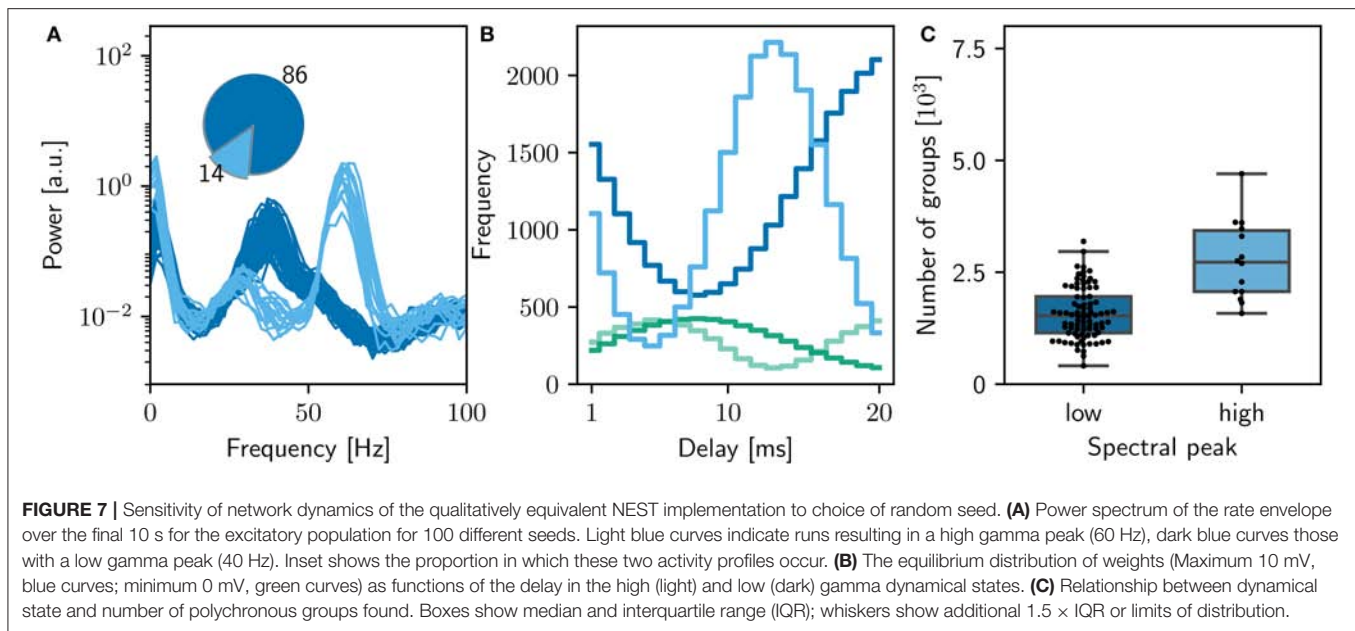 A
B
C
10²
10⁰
10⁻²
Power [a.u.]
86
14
0
50
100
Frequency [Hz]
2000
1500
1000
500
0
Frequency
1
10
20
Delay [ms]
7.5
5.0
2.5
0
Number of groups [10³]
low
high
Spectral peak
FIGURE 7 | Sensitivity of network dynamics of the qualitatively equivalent NEST implementation to choice of random seed. (A) Power spectrum of the rate envelope
over the final 10 s for the excitatory population for 100 different seeds. Light blue curves indicate runs resulting in a high gamma peak (60 Hz), dark blue curves those
with a low gamma peak (40 Hz). Inset shows the proportion in which these two activity profiles occur. (B) The equilibrium distribution of weights (Maximum 10 mV,
blue curves; minimum 0 mV, green curves) as functions of the delay in the high (light) and low (dark) gamma dynamical states. (C) Relationship between dynamical
state and number of polychronous groups found. Boxes show median and interquartile range (IQR); whiskers show additional 1.5 × IQR or limits of distribution.